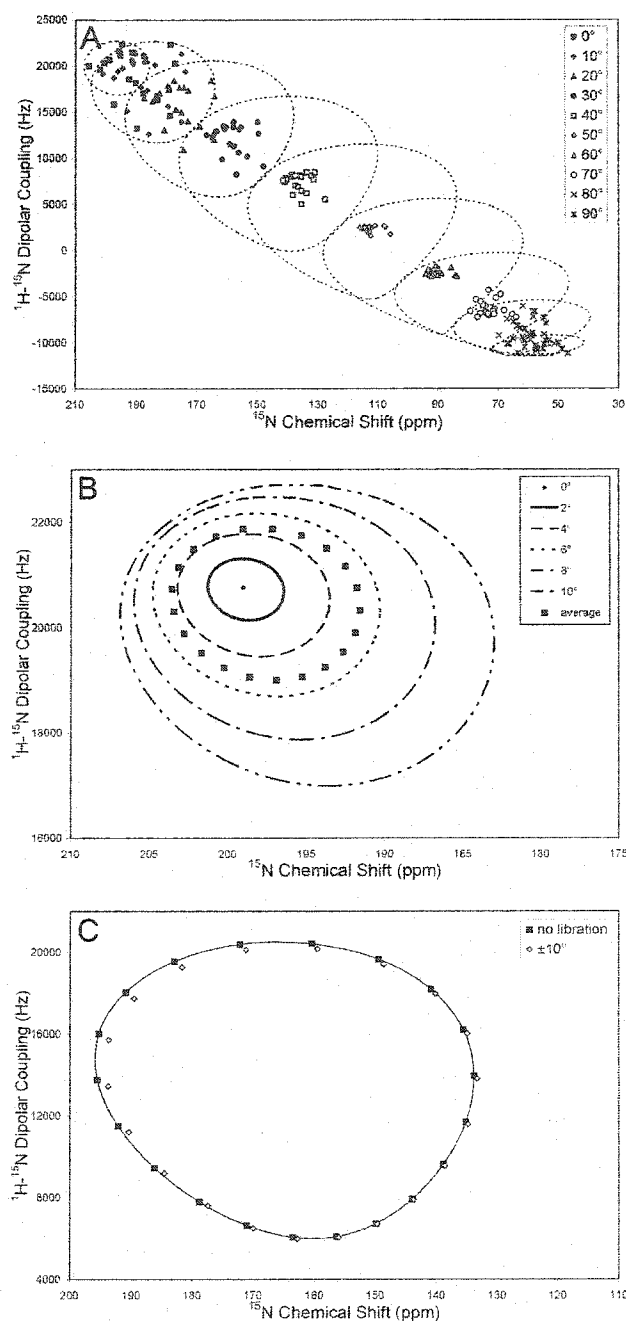 A
¹H-¹⁵N Dipolar Coupling (Hz)
25000
20000
15000
10000
5000
0
-5000
-10000
-15000
0°
10°
20°
30°
40°
50°
60°
70°
80°
90°
210 190 170 150 130 110 90 70 50 30
¹⁵N Chemical Shift (ppm)
B
¹H-¹⁵N Dipolar Coupling (Hz)
22000
20000
18000
16000
0°
2°
4°
6°
8°
10°
average
210 205 200 195 190 165 130 175
¹⁵N Chemical Shift (ppm)
C
¹H-¹⁵N Dipolar Coupling (Hz)
20000
16000
12000
8000
4000
no libration
±10°
200 190 180 170 160 150 140 130 120 110
¹⁵N Chemical Shift (ppm)